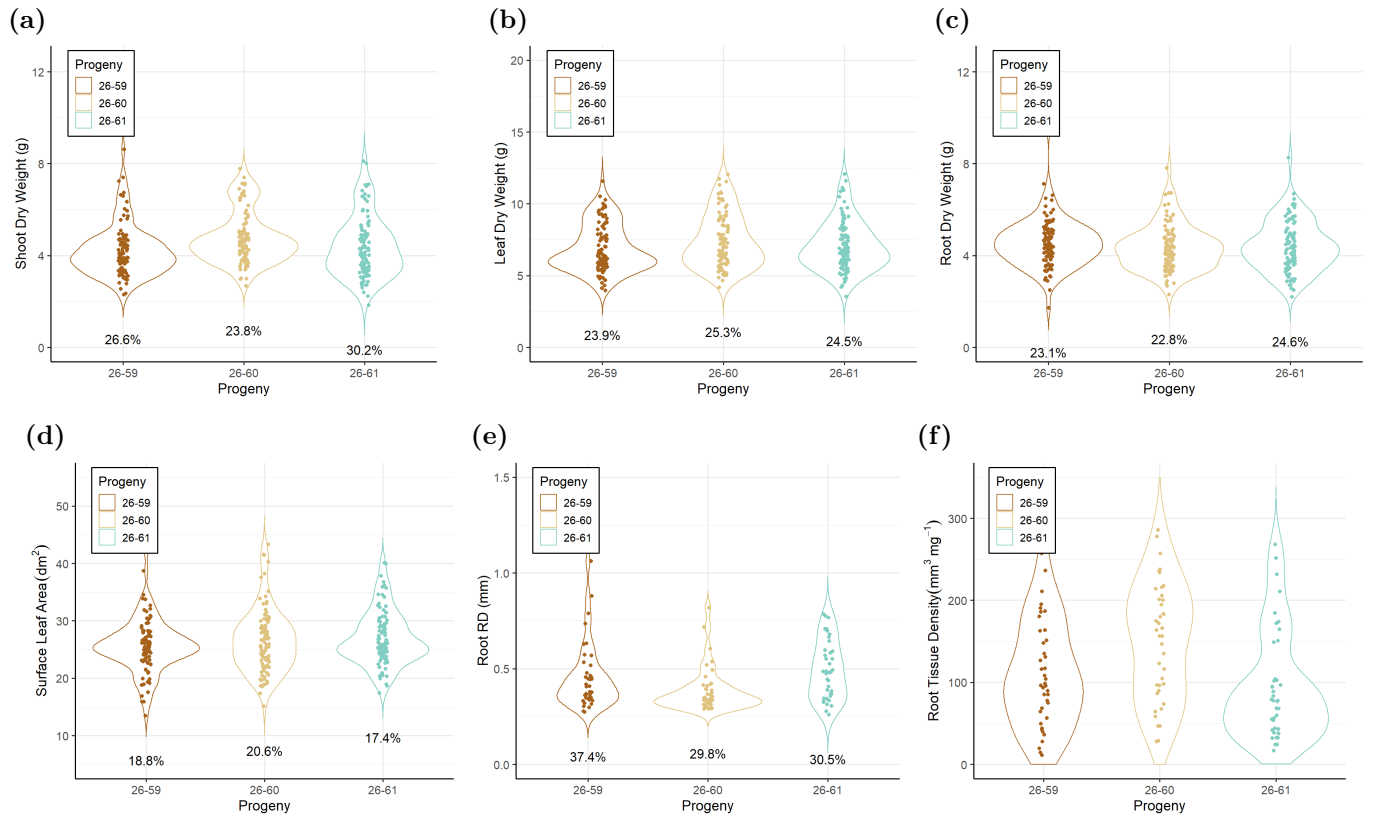 (a)
Shoot Dry Weight (g)
12
8
4
0
Progeny
26-59
26-60
26-61
26.6%
23.8%
30.2%
26-59 26-60 26-61
Progeny
(b)
Leaf Dry Weight (g)
20
15
10
5
0
Progeny
26-59
26-60
26-61
23.9%
25.3%
24.5%
26-59 26-60 26-61
Progeny
(c)
Root Dry Weight (g)
12
8
4
0
Progeny
26-59
26-60
26-61
23.1%
22.8%
24.6%
26-59 26-60 26-61
Progeny
(d)
Surface Leaf Area(dm²)
50
40
30
20
10
Progeny
26-59
26-60
26-61
18.8%
20.6%
17.4%
26-59 26-60 26-61
Progeny
(e)
Root RD (mm)
1.5
1.0
0.5
0.0
Progeny
26-59
26-60
26-61
37.4%
29.8%
30.5%
26-59 26-60 26-61
Progeny
(f)
Root Tissue Density(mm³ mg⁻¹)
300
200
100
0
Progeny
26-59
26-60
26-61
26-59 26-60 26-61
Progeny